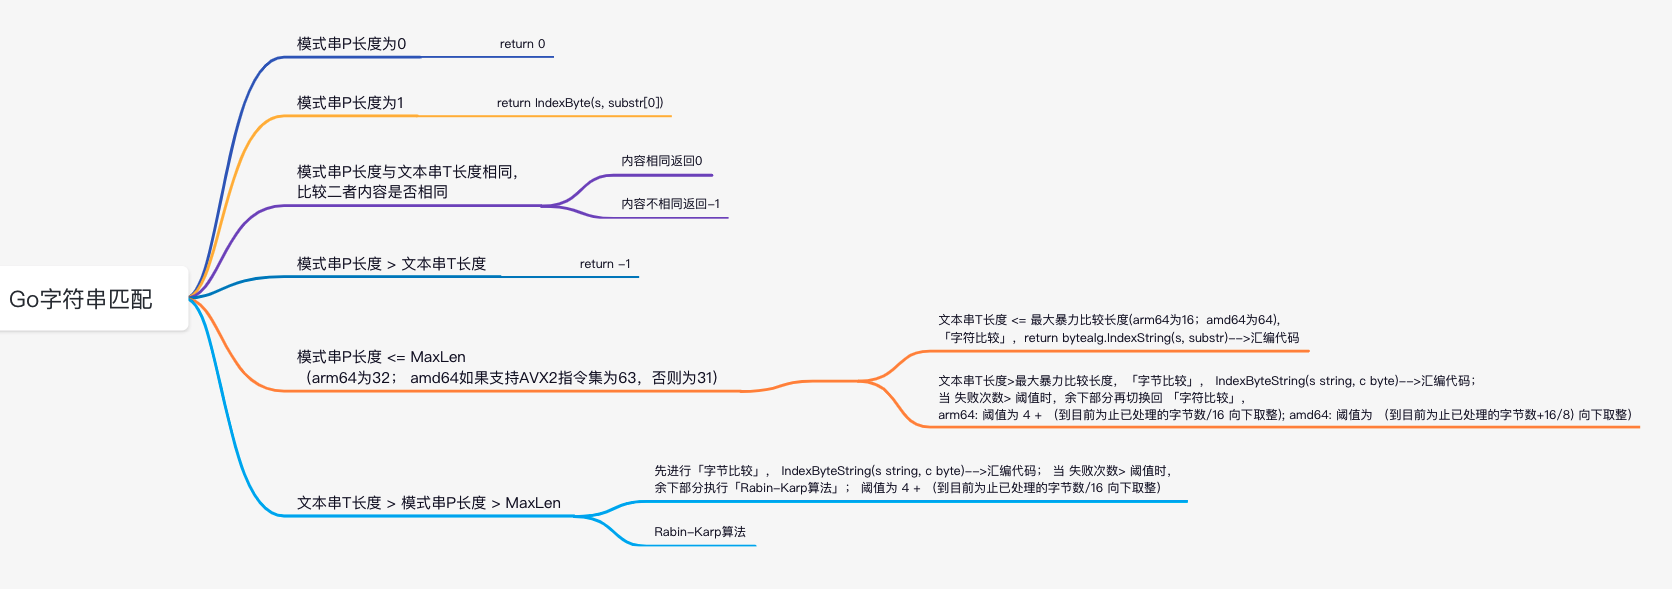 Go字符串匹配
模式串P长度为0
return 0
模式串P长度为1
return IndexByte(s, substr[0])
模式串P长度与文本串T长度相同，
比较二者内容是否相同
内容相同返回0
内容不相同返回-1
模式串P长度 > 文本串T长度
return -1
模式串P长度 <= MaxLen
（arm64为32； amd64如果支持AVX2指令集为63，否则为31）
文本串T长度 <= 最大暴力比较长度(arm64为16；amd64为64),
「字符比较」, return bytealg.IndexString(s, substr)-->汇编代码
文本串T长度>最大暴力比较长度，「字节比较」, IndexByteString(s string, c byte)-->汇编代码；
当 失败次数> 阈值时，余下部分再切换回 「字符比较」,
arm64: 阈值为 4 + （到目前为止已处理的字节数/16 向下取整); amd64: 阈值为 （到目前为止已处理的字节数+16/8) 向下取整）
文本串T长度 > 模式串P长度 > MaxLen
先进行「字节比较」, IndexByteString(s string, c byte)-->汇编代码； 当 失败次数> 阈值时，
余下部分执行「Rabin-Karp算法」； 阈值为 4 + （到目前为止已处理的字节数/16 向下取整）
Rabin-Karp算法